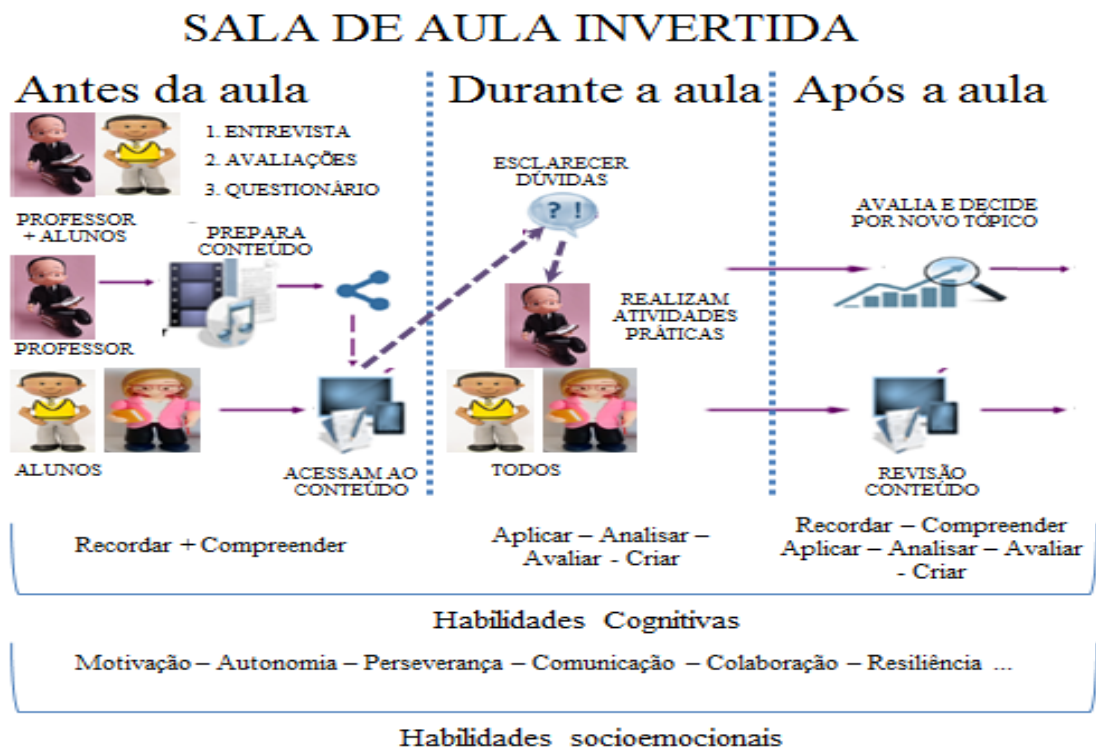 SALA DE AULA INVERTIDA
Antes da aula
1. ENTREVISTA
2. AVALIAÇÕES
3. QUESTIONÁRIO
PROFESSOR
+ ALUNOS
PREPARA
CONTEÚDO
PROFESSOR
ALUNOS
ACESSAM AO
CONTEÚDO
Durante a aula
ESCLARECER
DÚVIDAS
? !
REALIZAM
ATIVIDADES
PRÁTICAS
TODOS
Após a aula
AVALIA E DECIDE
POR NOVO TÓPICO
REVISÃO
CONTEÚDO
Recordar + Compreender
Aplicar – Analisar –
Avaliar - Criar
Recordar – Compreender
Aplicar – Analisar – Avaliar
- Criar
Habilidades Cognitivas
Motivação – Autonomia – Perseverança – Comunicação – Colaboração – Resiliência ...
Habilidades socioemocionais